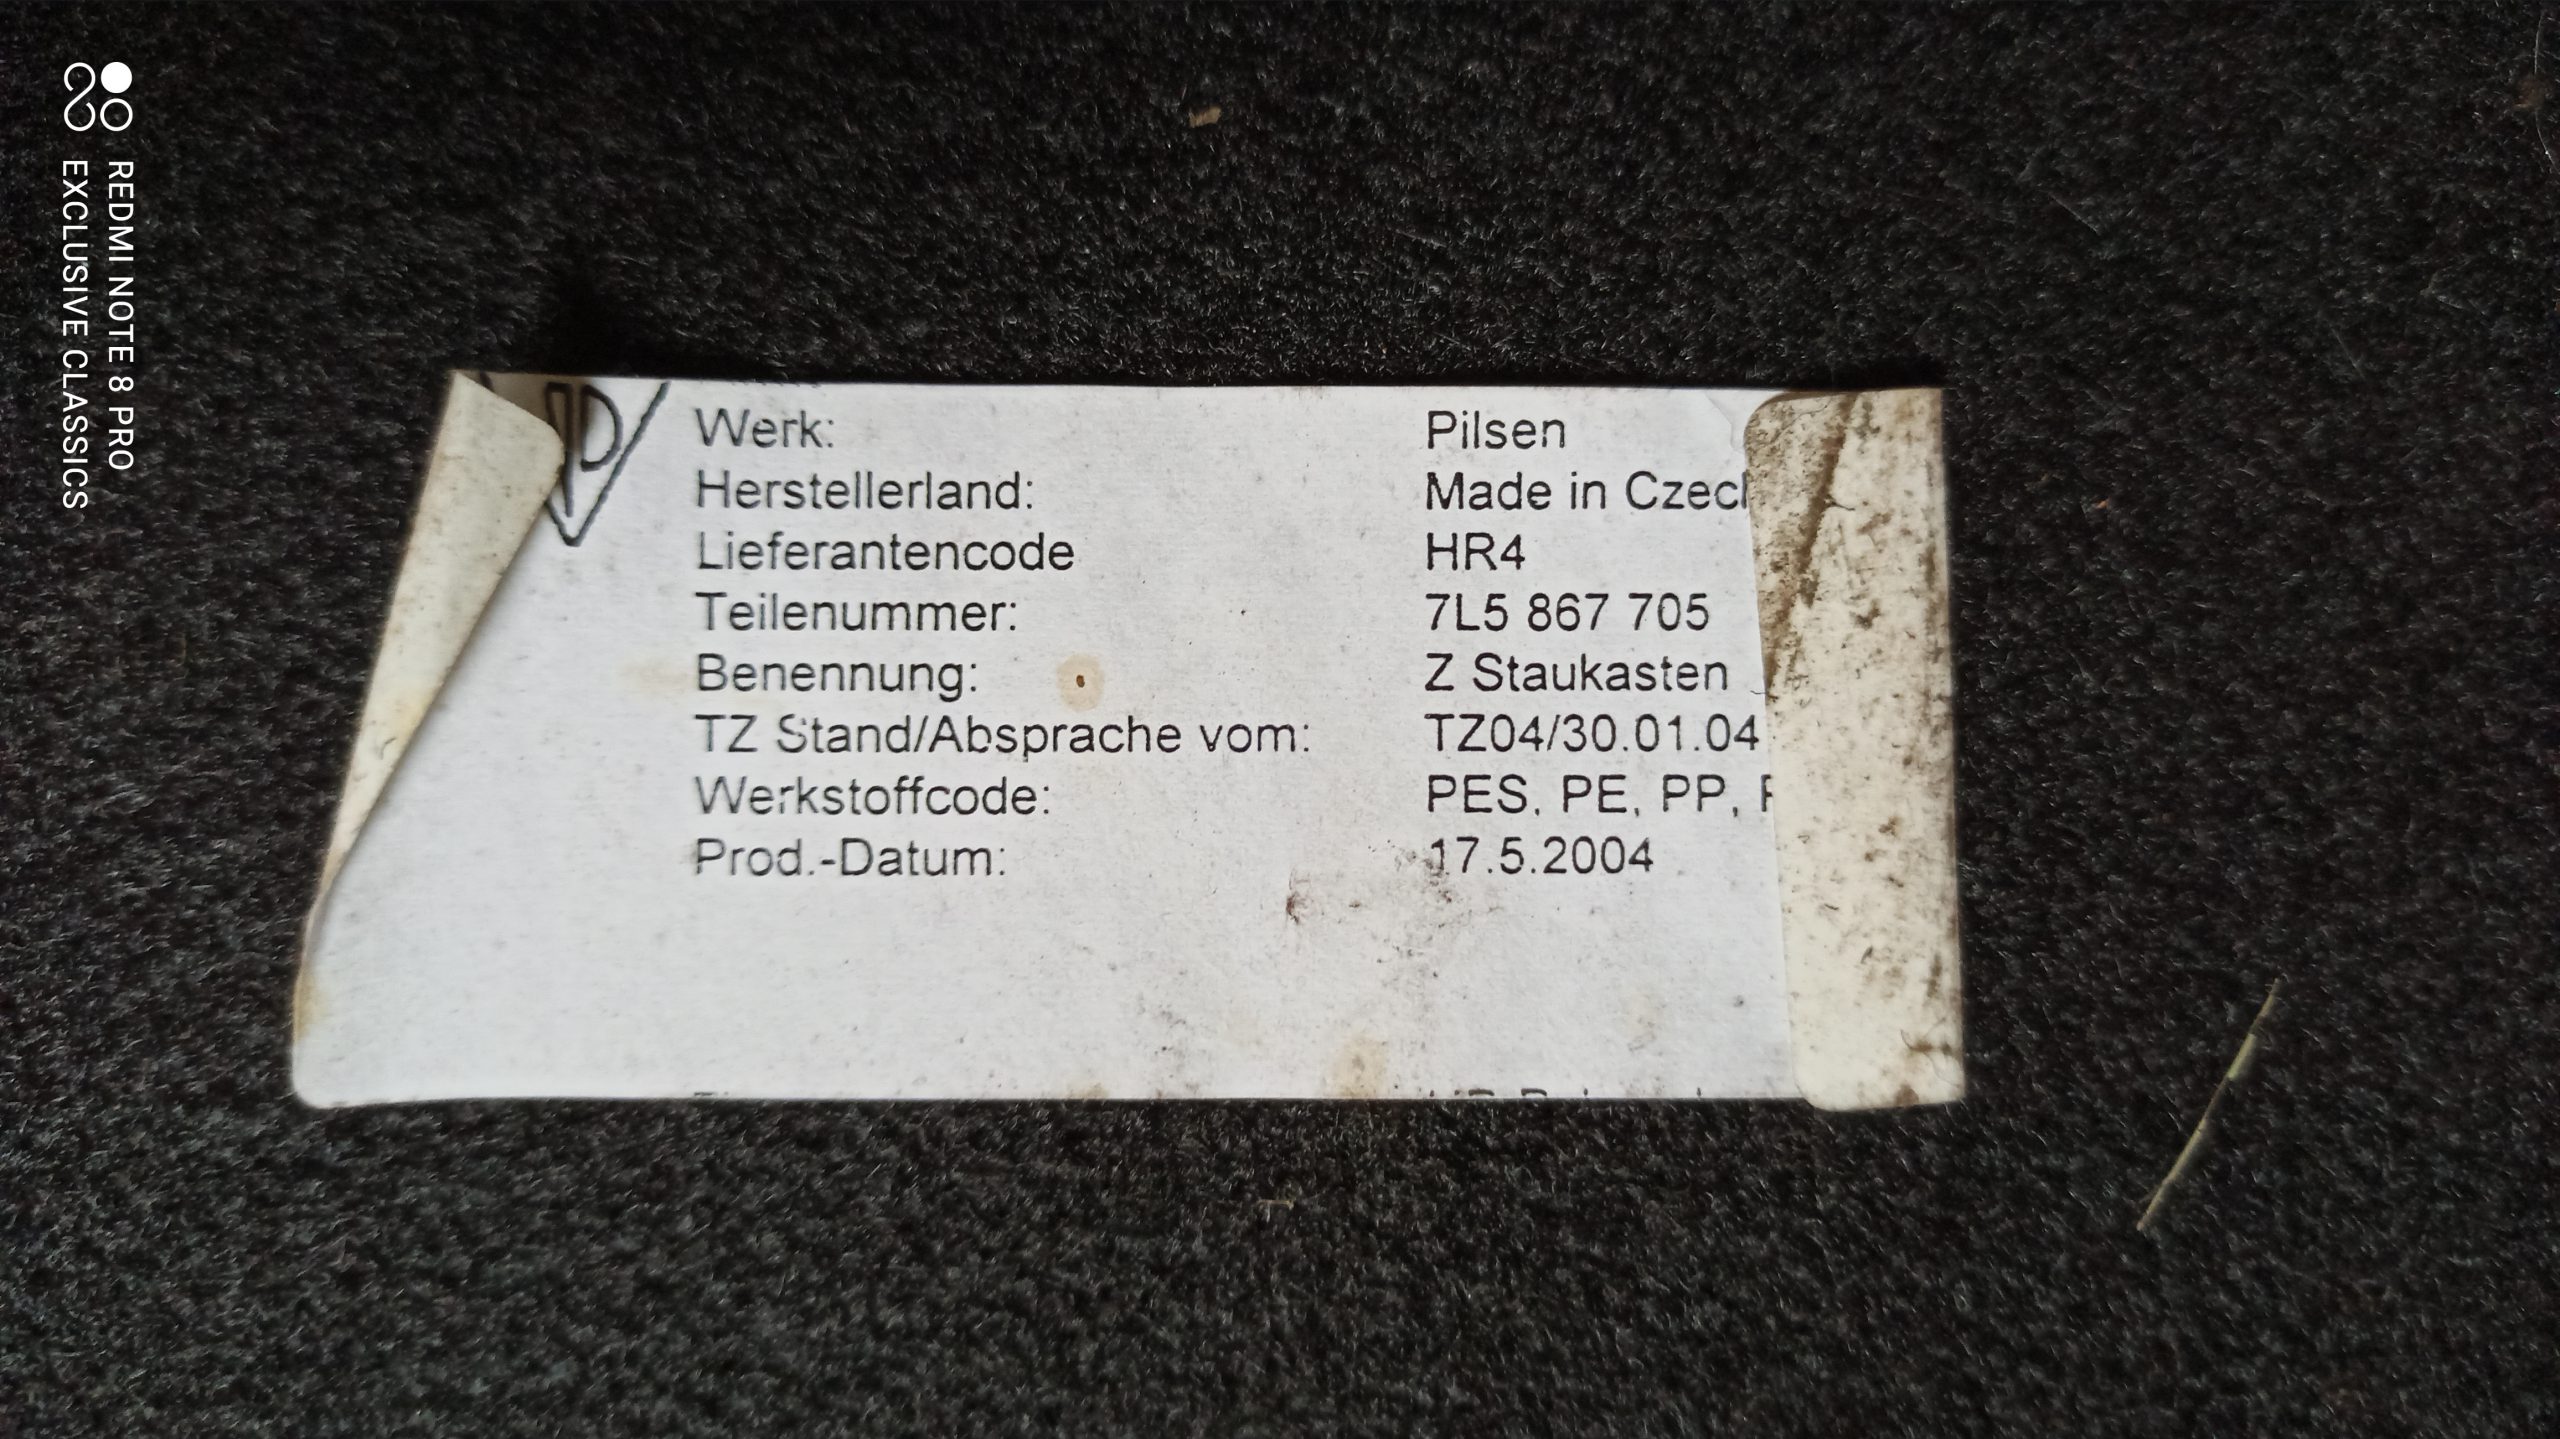 Werk: Pilsen
Herstellerland: Made in Czec
Lieferantencode HR4
Teilenummer: 7L5 867 705
Benennung: Z Staukasten
TZ Stand/Absprache vom: TZ04/30.01.04
Werkstoffcode: PES, PE, PP,
Prod.-Datum: 17.5.2004
REDMI NOTE 8 PRO
EXCLUSIVE CLASSICS